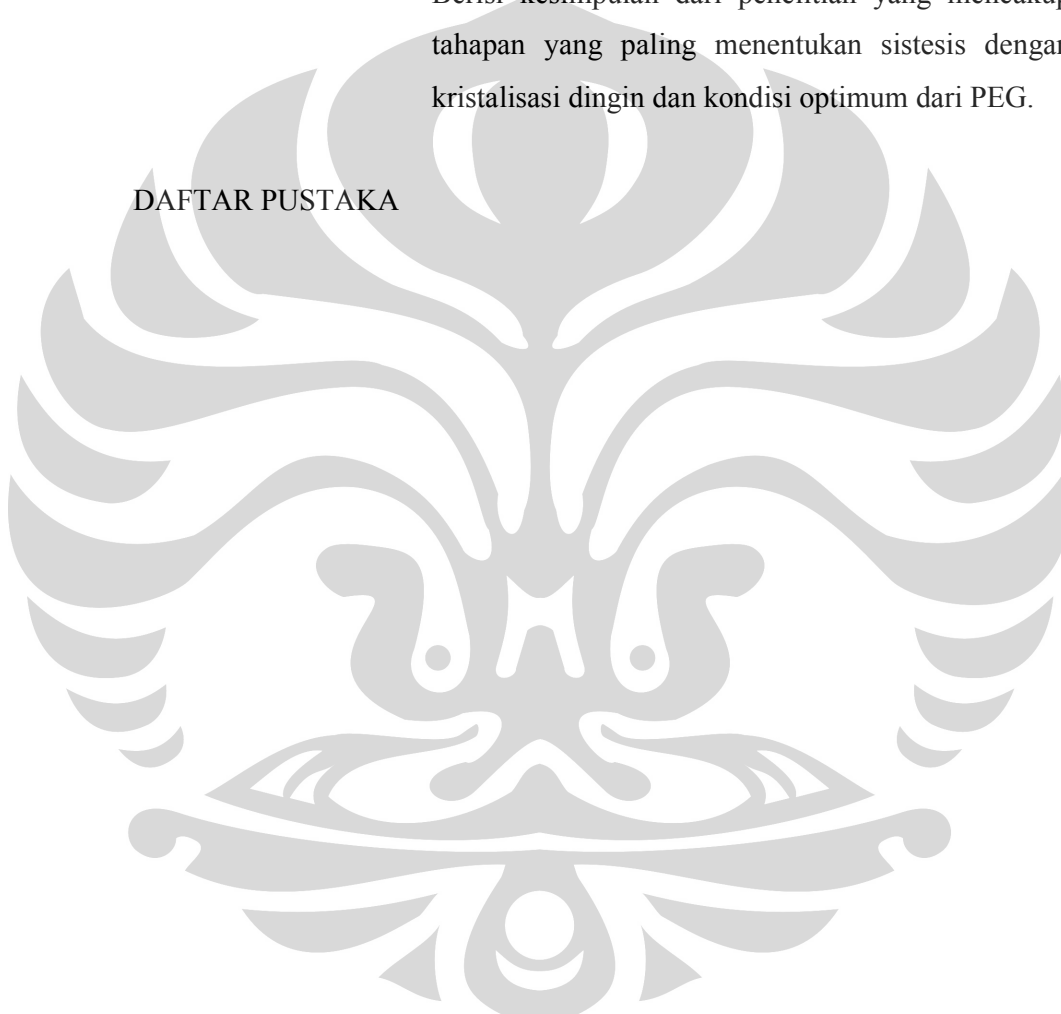 Berisi kesimpulan dari penelitian yang mencakup
tahapan yang paling menentukan sistesis dengan
kristalisasi dingin dan kondisi optimum dari PEG.
DAFTAR PUSTAKA